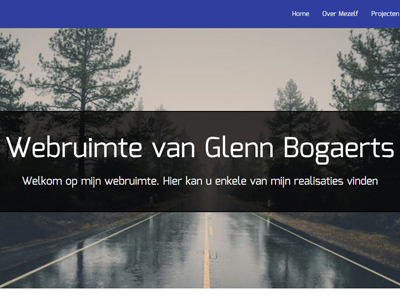 Home Over Mezelf Projecten
Webruimte van Glenn Bogaerts
Welkom op mijn webruimte. Hier kan u enkele van mijn realisaties vinden